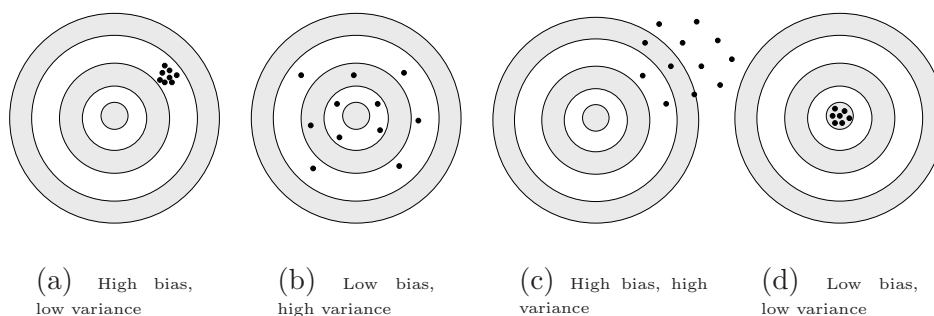 (a) High bias,
low variance
(b) Low bias,
high variance
(c) High bias, high
variance
(d) Low bias,
low variance